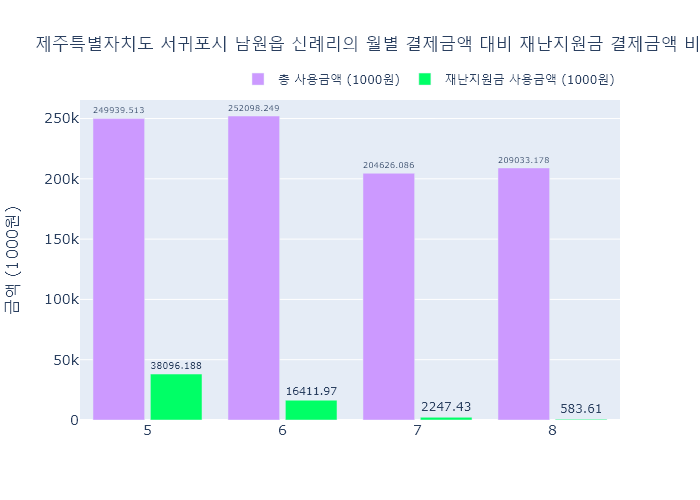 제주특별자치도 서귀포시 남원읍 신례리의 월별 결제금액 대비 재난지원금 결제금액 비
총 사용금액 (1000원)
재난지원금 사용금액 (1000원)
금액 (1000원)
250k
200k
150k
100k
50k
0
249939.513
252098.249
204626.086
209033.178
38096.188
16411.97
2247.43
583.61
5
6
7
8